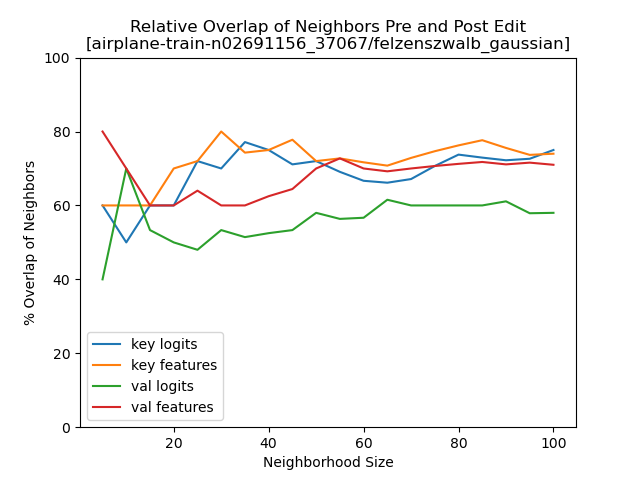 Relative Overlap of Neighbors Pre and Post Edit
[airplane-train-n02691156_37067/felzenszwalb_gaussian]
100
80
60
40
20
0
% Overlap of Neighbors
key logits
key features
val logits
val features
20 40 60 80 100
Neighborhood Size